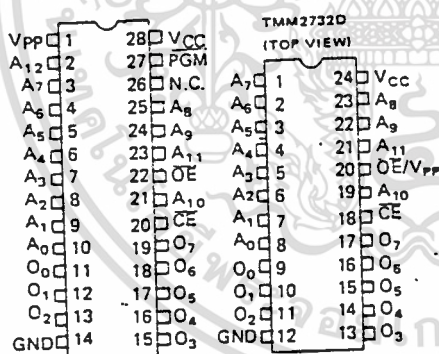 TMM2732D
(TOP VIEW)
VPP 1 28 VCC
A12 2 27 PGM
A7 3 26 N.C.
A6 4 25 A8
A5 5 24 A9
A4 6 23 A11
A3 7 22 OE
A2 8 21 A10
A1 9 20 CE
A0 10 19 O7
O0 11 18 O6
O1 12 17 O5
O2 13 16 O4
GND 14 15 O3
A7 1 24 VCC
A6 2 23 A8
A5 3 22 A9
A4 4 21 A11
A3 5 20 OE/VPP
A2 6 19 A10
A1 7 18 CE
A0 8 17 O7
O0 9 16 O6
O1 10 15 O5
O2 11 14 O4
GND 12 13 O3